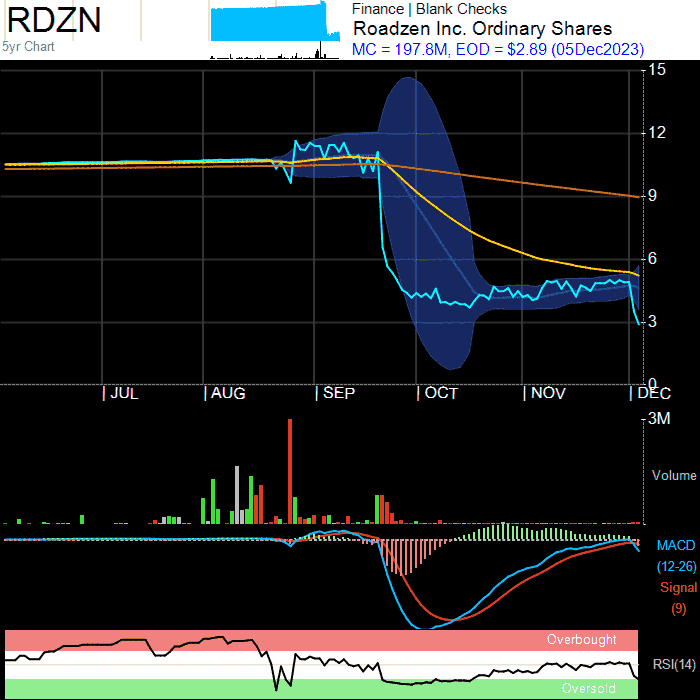 RDZN
5yr Chart
Finance | Blank Checks
Roadzen Inc. Ordinary Shares
MC = 197.8M, EOD = $2.89 (05Dec2023)
15
12
9
6
3
0
| JUL | AUG | SEP | OCT | NOV | DEC
3M
Volume
MACD
(12-26)
Signal
(9)
Overbought
RSI(14)
Oversold